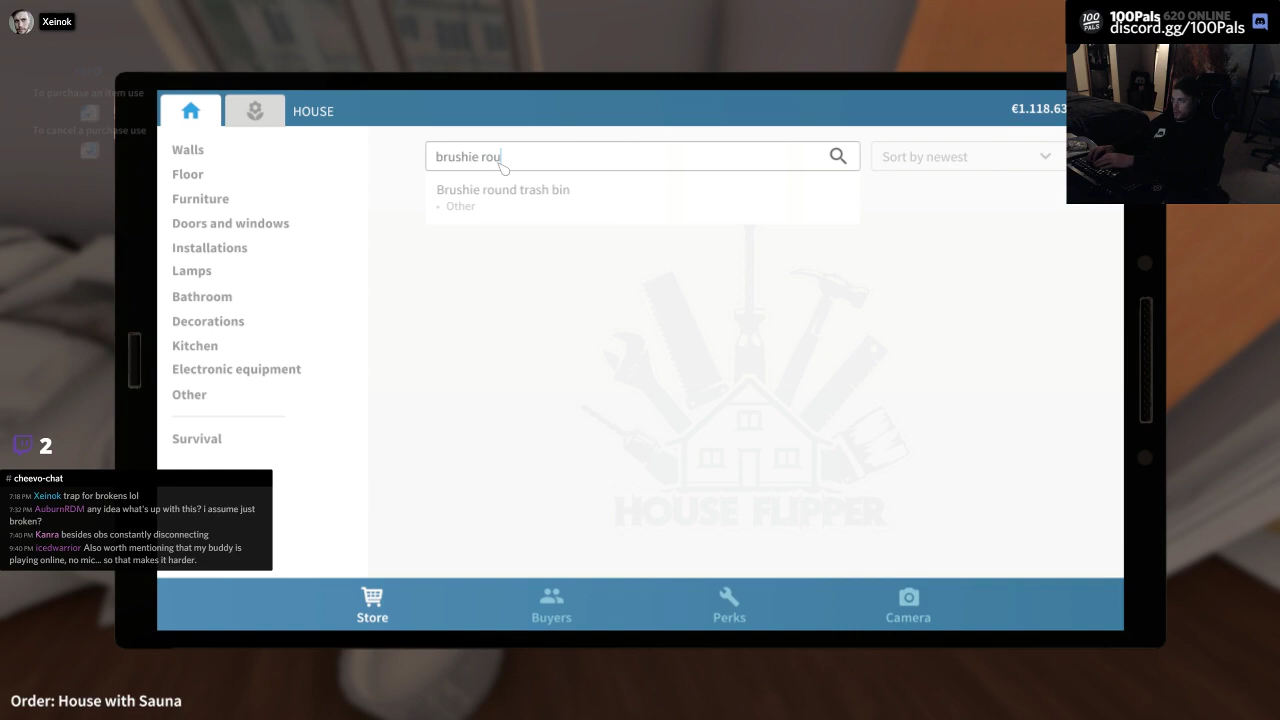 Xeinok
100Pals 620 ONLINE
discord.gg/100Pals
To purchase an item use
To cancel a purchase use
HOUSE
€1.118.63
Walls
Floor
Furniture
Doors and windows
Installations
Lamps
Bathroom
Decorations
Kitchen
Electronic equipment
Other
Survival
brushie rou
Sort by newest
Brushie round trash bin
• Other
HOUSE FLIPPER
2
# cheevo-chat
7:18 PM Xeinok trap for brokens lol
7:32 PM AuburnRDM any idea what's up with this? i assume just
broken?
7:40 PM Kanra besides obs constantly disconnecting
9:40 PM icedwarrior Also worth mentioning that my buddy is
playing online, no mic... so that makes it harder.
Store
Buyers
Perks
Camera
Order: House with Sauna